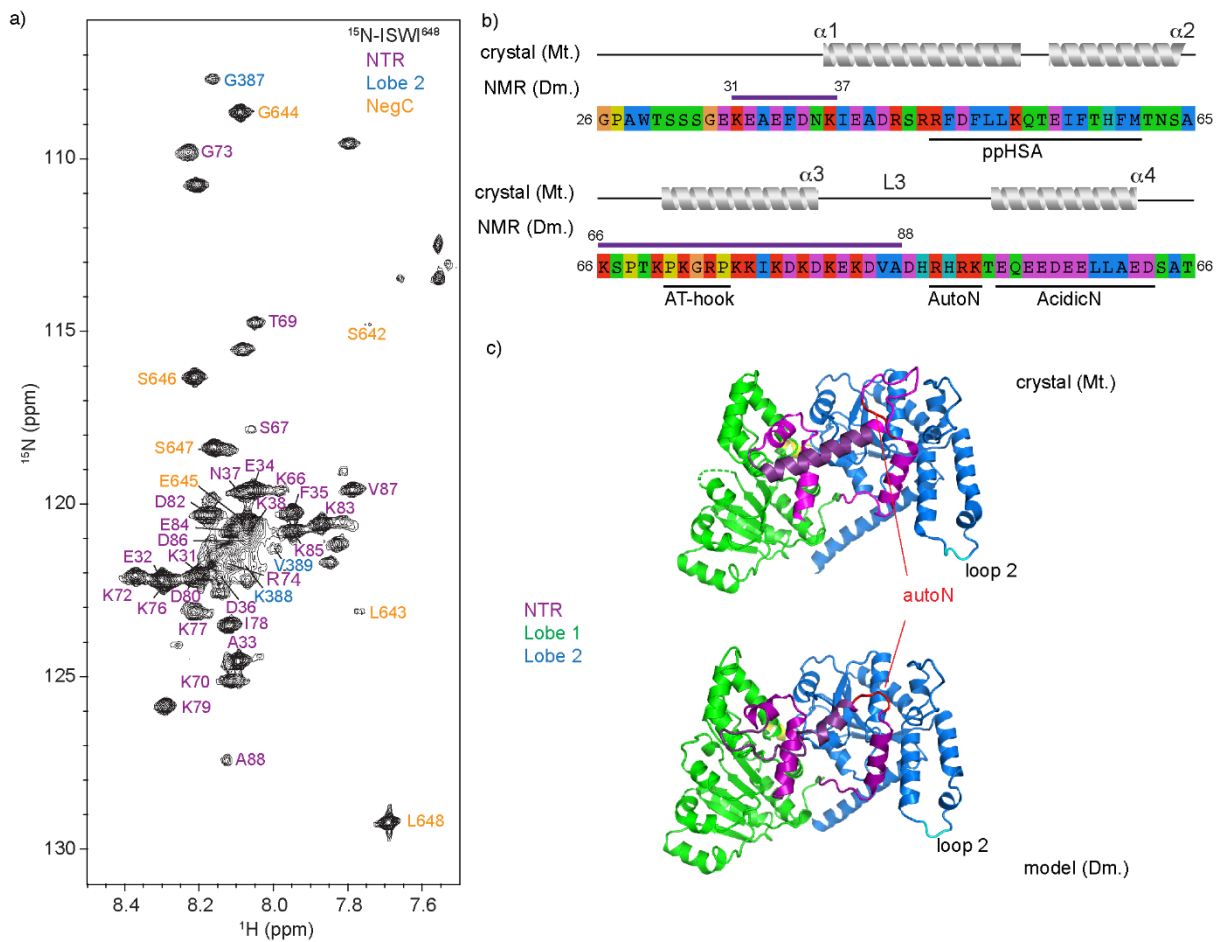 a)
¹⁵N-ISWI⁶⁴⁸
NTR
Lobe 2
NegC
G387
G644
G73
T69
S642
S646
S67
S647
N37
E34
K66
F35
V87
E645
D82
K38
K83
E84
D86
K85
E32
K31
V389
R74
K72
K76
D80
D36
K388
L643
K77
I78
A33
K70
K79
A88
L648
110
115
120
125
130
¹⁵N (ppm)
8.4
8.2
8.0
7.8
7.6
¹H (ppm)
b)
α1
α2
crystal (Mt.)
NMR (Dm.)
31
37
26 GPAWTSSSGEKEAEFDNKIEADRSRRFDFLLKQTEIFTHFMTNSA 65
ppHSA
α3
L3
α4
crystal (Mt.)
NMR (Dm.)
66
88
66 KSPTKPKGRPKKIKDKDKEKDVADHRHRKTEQEEDEELLAEDSAT 66
AT-hook
AutoN
AcidicN
c)
crystal (Mt.)
loop 2
autoN
NTR
Lobe 1
Lobe 2
loop 2
model (Dm.)